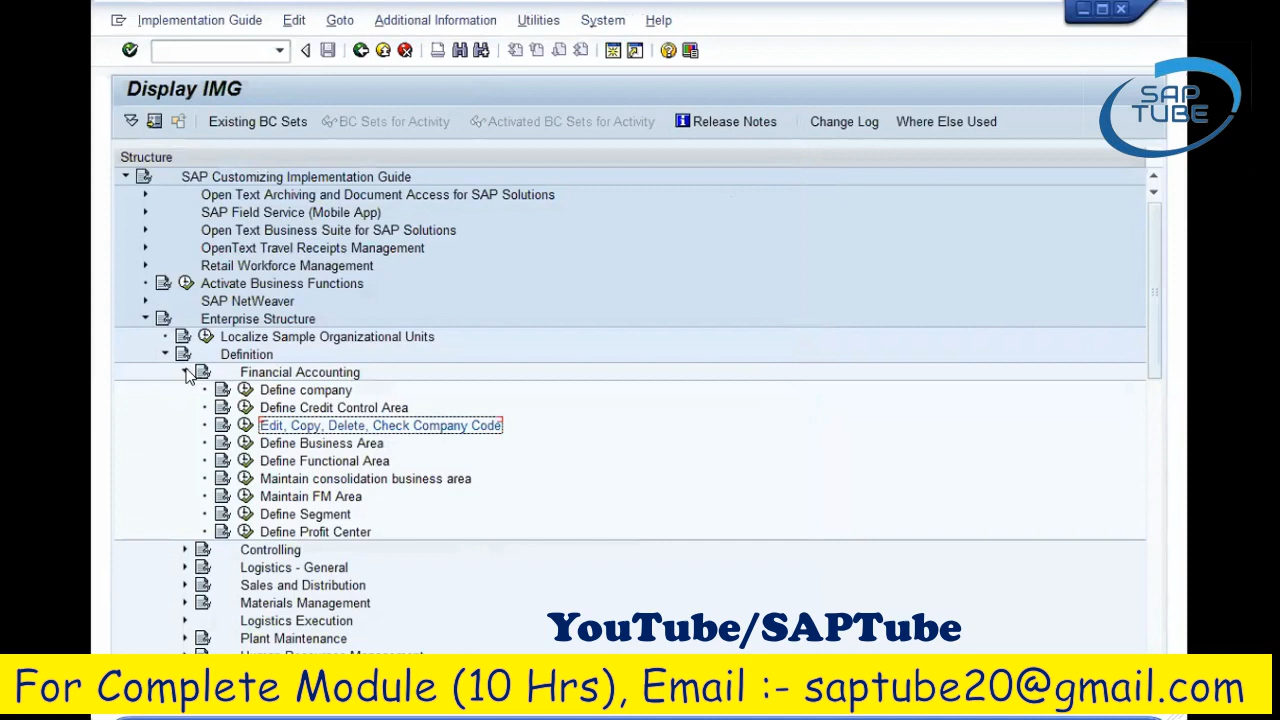 Implementation Guide Edit Goto Additional Information Utilities System Help
Display IMG
Existing BC Sets BC Sets for Activity Activated BC Sets for Activity Release Notes Change Log Where Else Used
SAP
TUBE
Structure
SAP Customizing Implementation Guide
Open Text Archiving and Document Access for SAP Solutions
SAP Field Service (Mobile App)
Open Text Business Suite for SAP Solutions
OpenText Travel Receipts Management
Retail Workforce Management
Activate Business Functions
SAP NetWeaver
Enterprise Structure
Localize Sample Organizational Units
Definition
Financial Accounting
Define company
Define Credit Control Area
Edit, Copy, Delete, Check Company Code
Define Business Area
Define Functional Area
Maintain consolidation business area
Maintain FM Area
Define Segment
Define Profit Center
Controlling
Logistics - General
Sales and Distribution
Materials Management
Logistics Execution
Plant Maintenance
YouTube/SAPTube
For Complete Module (10 Hrs), Email :- saptube20@gmail.com